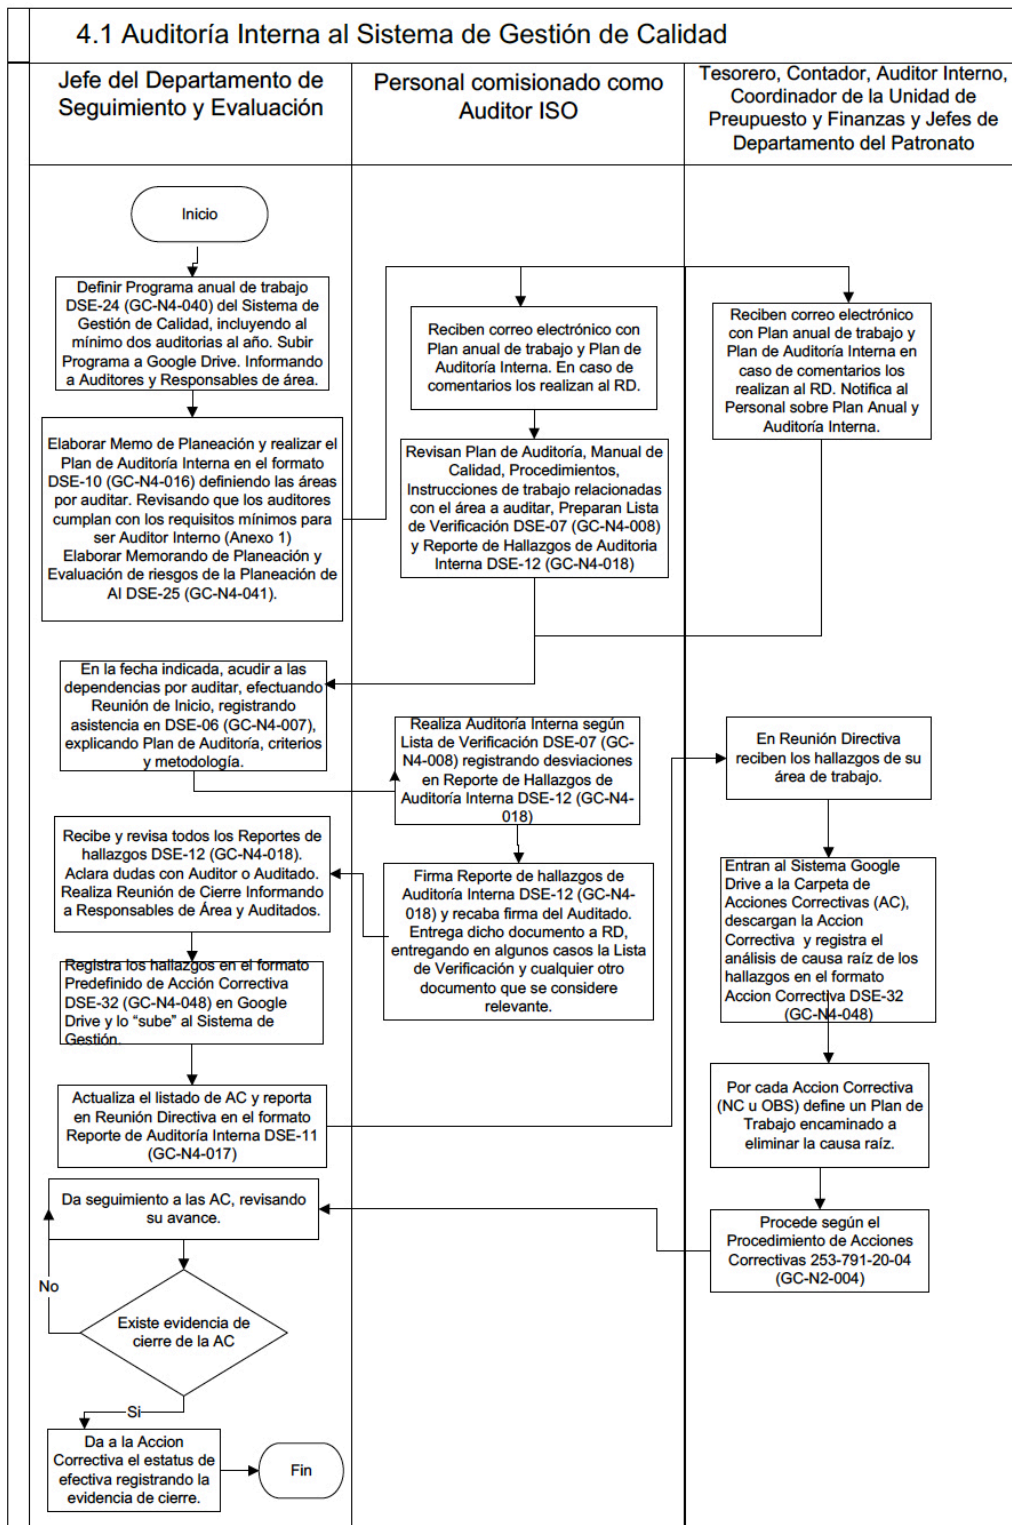 4.1 Auditoría Interna al Sistema de Gestión de Calidad
Jefe del Departamento de
Seguimiento y Evaluación
Personal comisionado como
Auditor ISO
Tesorero, Contador, Auditor Interno,
Coordinador de la Unidad de
Prepupuesto y Finanzas y Jefes de
Departamento del Patronato
Inicio
Definir Programa anual de trabajo
DSE-24 (GC-N4-040) del Sistema de
Gestión de Calidad, incluyendo al
mínimo dos auditorias al año. Subir
Programa a Google Drive. Informando
a Auditores y Responsables de área.
Reciben correo electrónico con
Plan anual de trabajo y Plan de
Auditoría Interna. En caso de
comentarios los realizan al RD.
Reciben correo electrónico
con Plan anual de trabajo y
Plan de Auditoría Interna en
caso de comentarios los
realizan al RD. Notifica al
Personal sobre Plan Anual y
Auditoría Interna.
Elaborar Memo de Planeación y realizar el
Plan de Auditoría Interna en el formato
DSE-10 (GC-N4-016) definiendo las áreas
por auditar. Revisando que los auditores
cumplan con los requisitos mínimos para
ser Auditor Interno (Anexo 1)
Elaborar Memorando de Planeación y
Evaluación de riesgos de la Planeación de
AI DSE-25 (GC-N4-041).
Revisan Plan de Auditoría, Manual de
Calidad, Procedimientos,
Instrucciones de trabajo relacionadas
con el área a auditar, Preparan Lista
de Verificación DSE-07 (GC-N4-008)
y Reporte de Hallazgos de Auditoria
Interna DSE-12 (GC-N4-018)
En la fecha indicada, acudir a las
dependencias por auditar, efectuando
Reunión de Inicio, registrando
asistencia en DSE-06 (GC-N4-007),
explicando Plan de Auditoría, criterios
y metodología.
Realiza Auditoría Interna según
Lista de Verificación DSE-07 (GC-
N4-008) registrando desviaciones
en Reporte de Hallazgos de
Auditoría Interna DSE-12 (GC-N4-
018)
En Reunión Directiva
reciben los hallazgos de su
área de trabajo.
Recibe y revisa todos los Reportes de
hallazgos DSE-12 (GC-N4-018).
Aclara dudas con Auditor o Auditado.
Realiza Reunión de Cierre Informando
a Responsables de Área y Auditados.
Firma Reporte de hallazgos de
Auditoría Interna DSE-12 (GC-N4-
018) y recaba firma del Auditado.
Entrega dicho documento a RD,
entregando en algunos casos la Lista
de Verificación y cualquier otro
documento que se considere
relevante.
Entran al Sistema Google
Drive a la Carpeta de
Acciones Correctivas (AC),
descargan la Accion
Correctiva y registra el
análisis de causa raíz de los
hallazgos en el formato
Accion Correctiva DSE-32
(GC-N4-048)
Registra los hallazgos en el formato
Predefinido de Acción Correctiva
DSE-32 (GC-N4-048) en Google
Drive y lo “sube” al Sistema de
Gestión.
Actualiza el listado de AC y reporta
en Reunión Directiva en el formato
Reporte de Auditoría Interna DSE-11
(GC-N4-017)
Por cada Accion Correctiva
(NC u OBS) define un Plan de
Trabajo encaminado a
eliminar la causa raíz.
Da seguimiento a las AC, revisando
su avance.
Procede según el
Procedimiento de Acciones
Correctivas 253-791-20-04
(GC-N2-004)
No
Existe evidencia de
cierre de la AC
Si
Da a la Accion
Correctiva el estatus de
efectiva registrando la
evidencia de cierre.
Fin